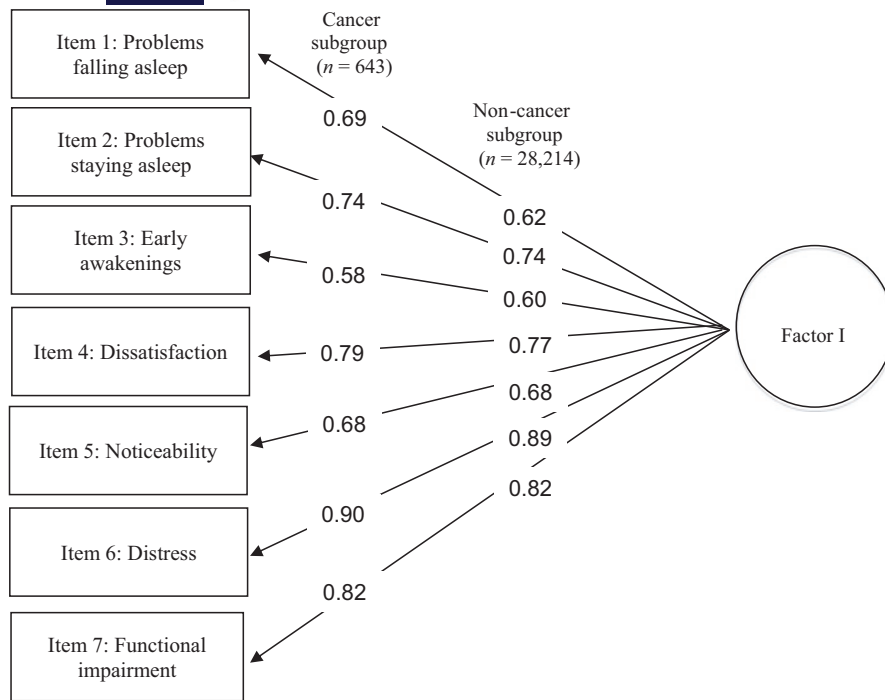 Item 1: Problems
falling asleep
Item 2: Problems
staying asleep
Item 3: Early
awakenings
Item 4: Dissatisfaction
Item 5: Noticeability
Item 6: Distress
Item 7: Functional
impairment
Cancer
subgroup
(n = 643)
0.69
0.74
0.58
0.79
0.68
0.90
0.82
Non-cancer
subgroup
(n = 28,214)
0.62
0.74
0.60
0.77
0.68
0.89
0.82
Factor I